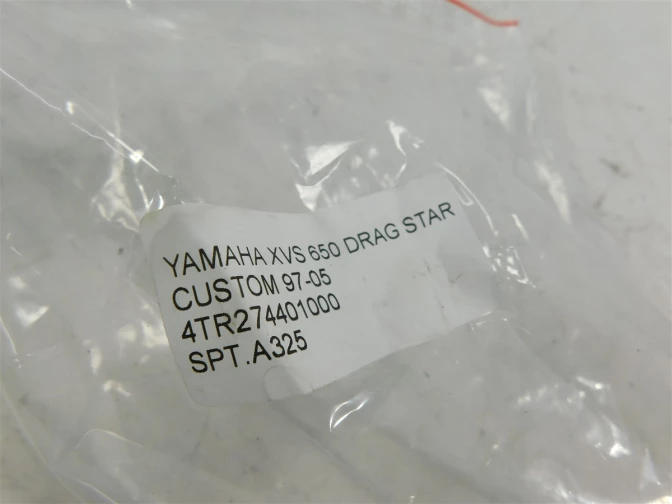 YAMAHA XVS 650 DRAG STAR
CUSTOM 97-05
4TR274401000
SPT.A325